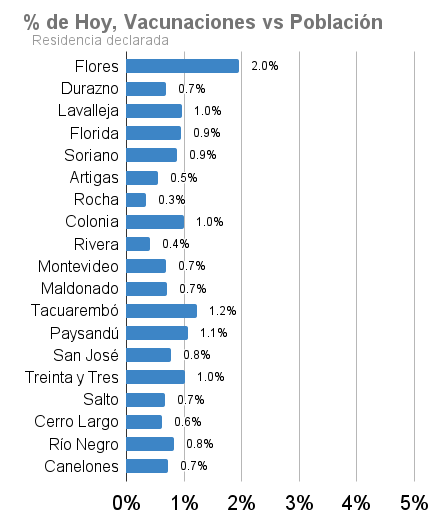 % de Hoy, Vacunaciones vs Población
Residencia declarada
Flores 2.0%
Durazno 0.7%
Lavalleja 1.0%
Florida 0.9%
Soriano 0.9%
Artigas 0.5%
Rocha 0.3%
Colonia 1.0%
Rivera 0.4%
Montevideo 0.7%
Maldonado 0.7%
Tacuarembó 1.2%
Paysandú 1.1%
San José 0.8%
Treinta y Tres 1.0%
Salto 0.7%
Cerro Largo 0.6%
Río Negro 0.8%
Canelones 0.7%
0% 1% 2% 3% 4% 5%